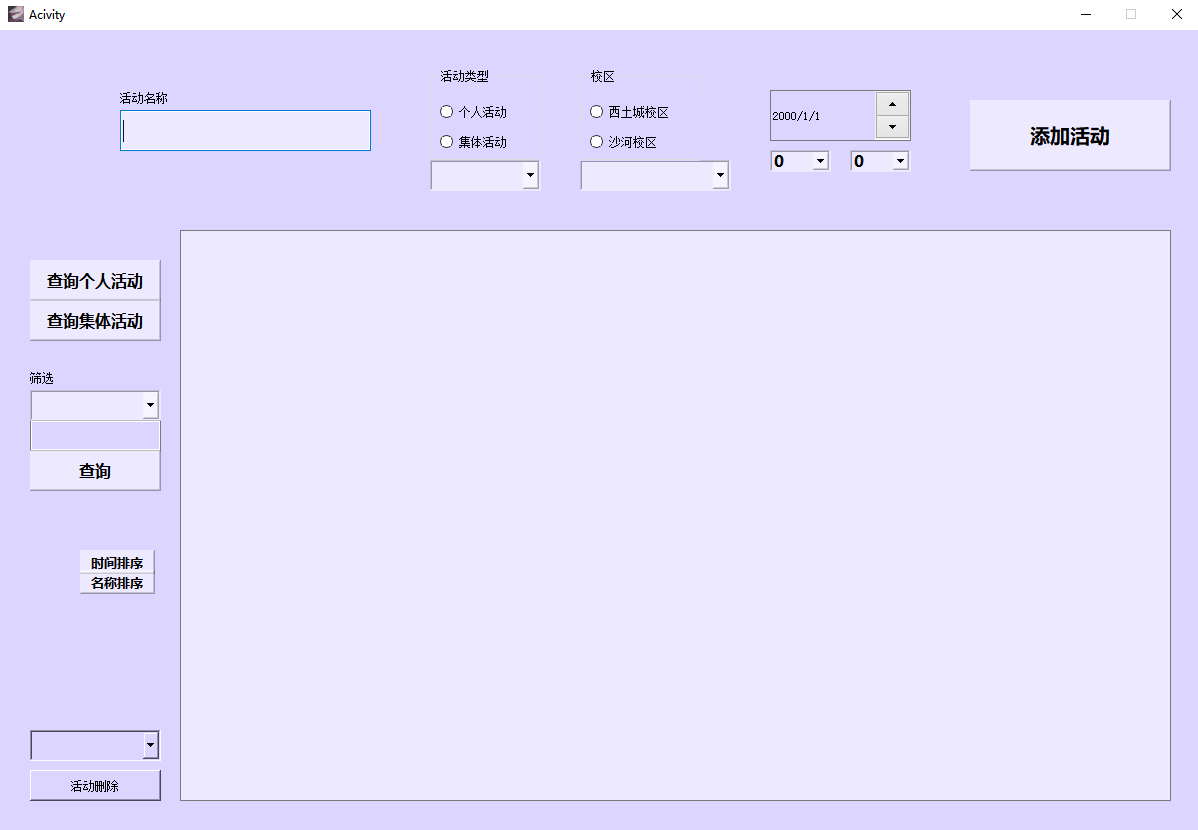 Acivity
活动名称
活动类型
个人活动
集体活动
校区
西土城校区
沙河校区
2000/1/1
0
0
添加活动
查询个人活动
查询集体活动
筛选
查询
时间排序
名称排序
活动删除